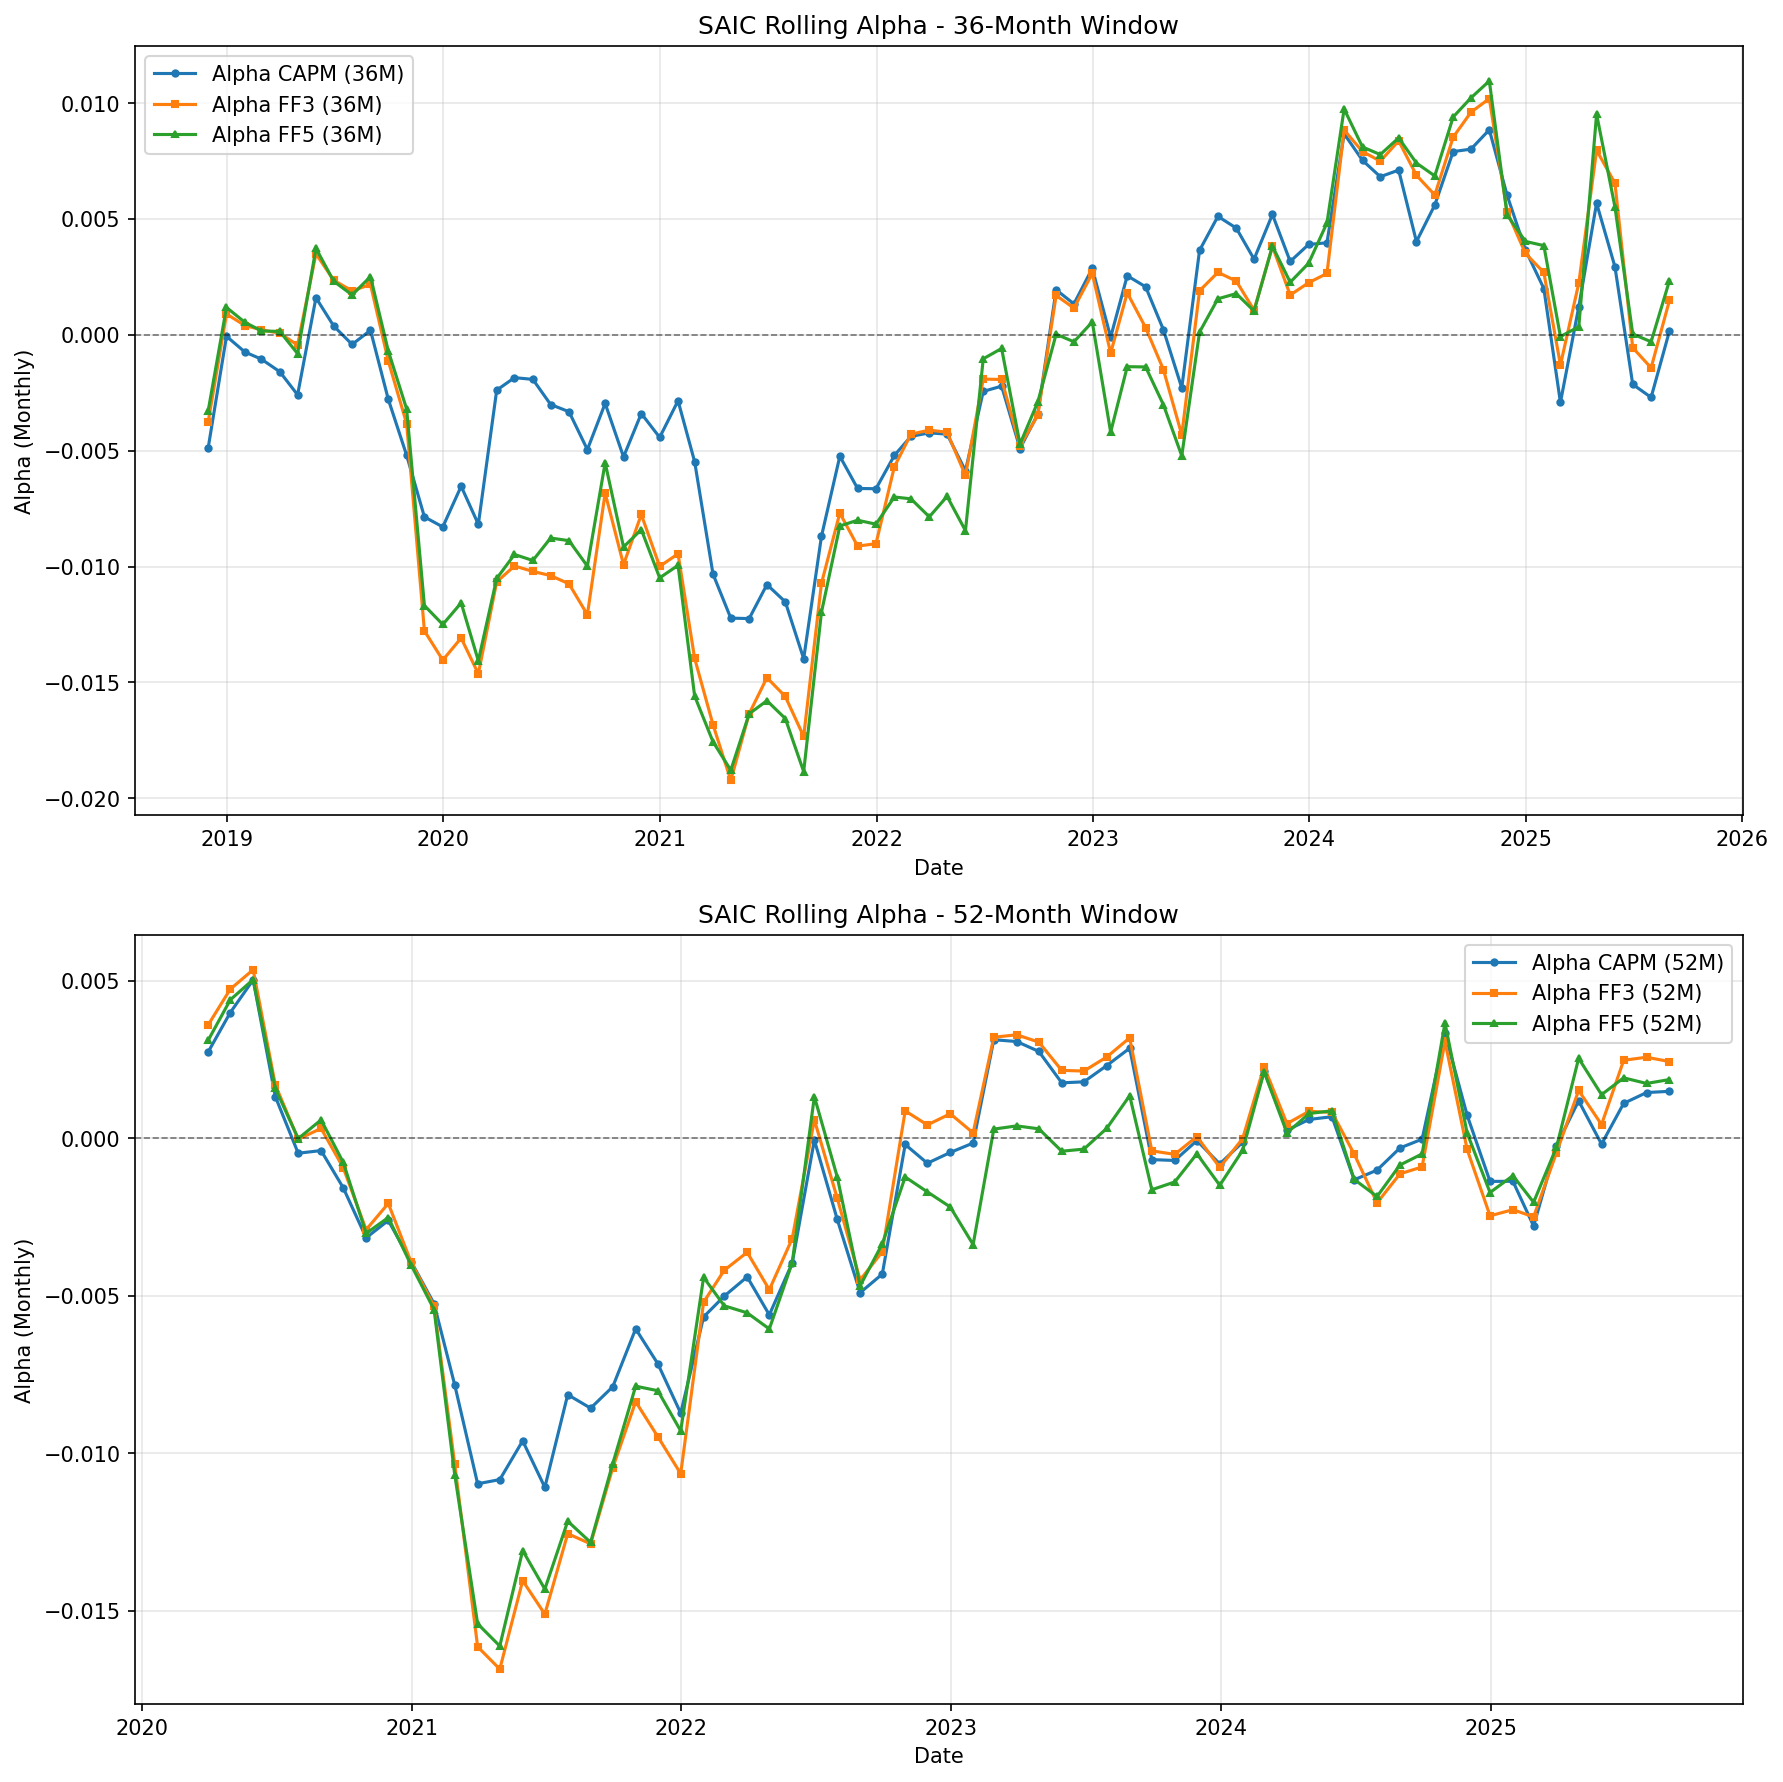 SAIC Rolling Alpha - 36-Month Window
Alpha CAPM (36M)
Alpha FF3 (36M)
Alpha FF5 (36M)
Alpha (Monthly)
0.010
0.005
0.000
−0.005
−0.010
−0.015
−0.020
2019 2020 2021 2022 2023 2024 2025 2026
Date
SAIC Rolling Alpha - 52-Month Window
Alpha CAPM (52M)
Alpha FF3 (52M)
Alpha FF5 (52M)
Alpha (Monthly)
0.005
0.000
−0.005
−0.010
−0.015
2020 2021 2022 2023 2024 2025
Date